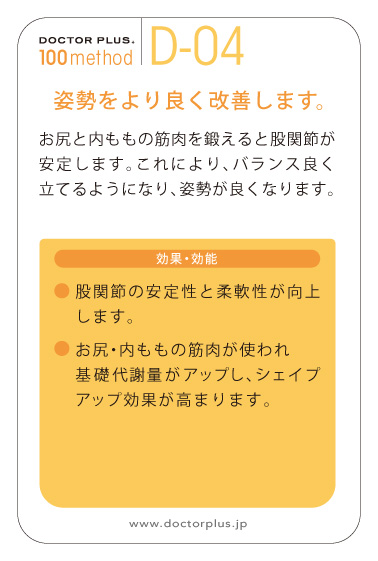 DOCTOR PLUS.
100method
D-04
姿勢をより良く改善します。
お尻と内ももの筋肉を鍛えると股関節が
安定します。これにより、バランス良く
立てるようになり、姿勢が良くなります。
効果・効能
● 股関節の安定性と柔軟性が向上
します。
● お尻・内ももの筋肉が使われ
基礎代謝量がアップし、シェイプ
アップ効果が高まります。
www.doctorplus.jp